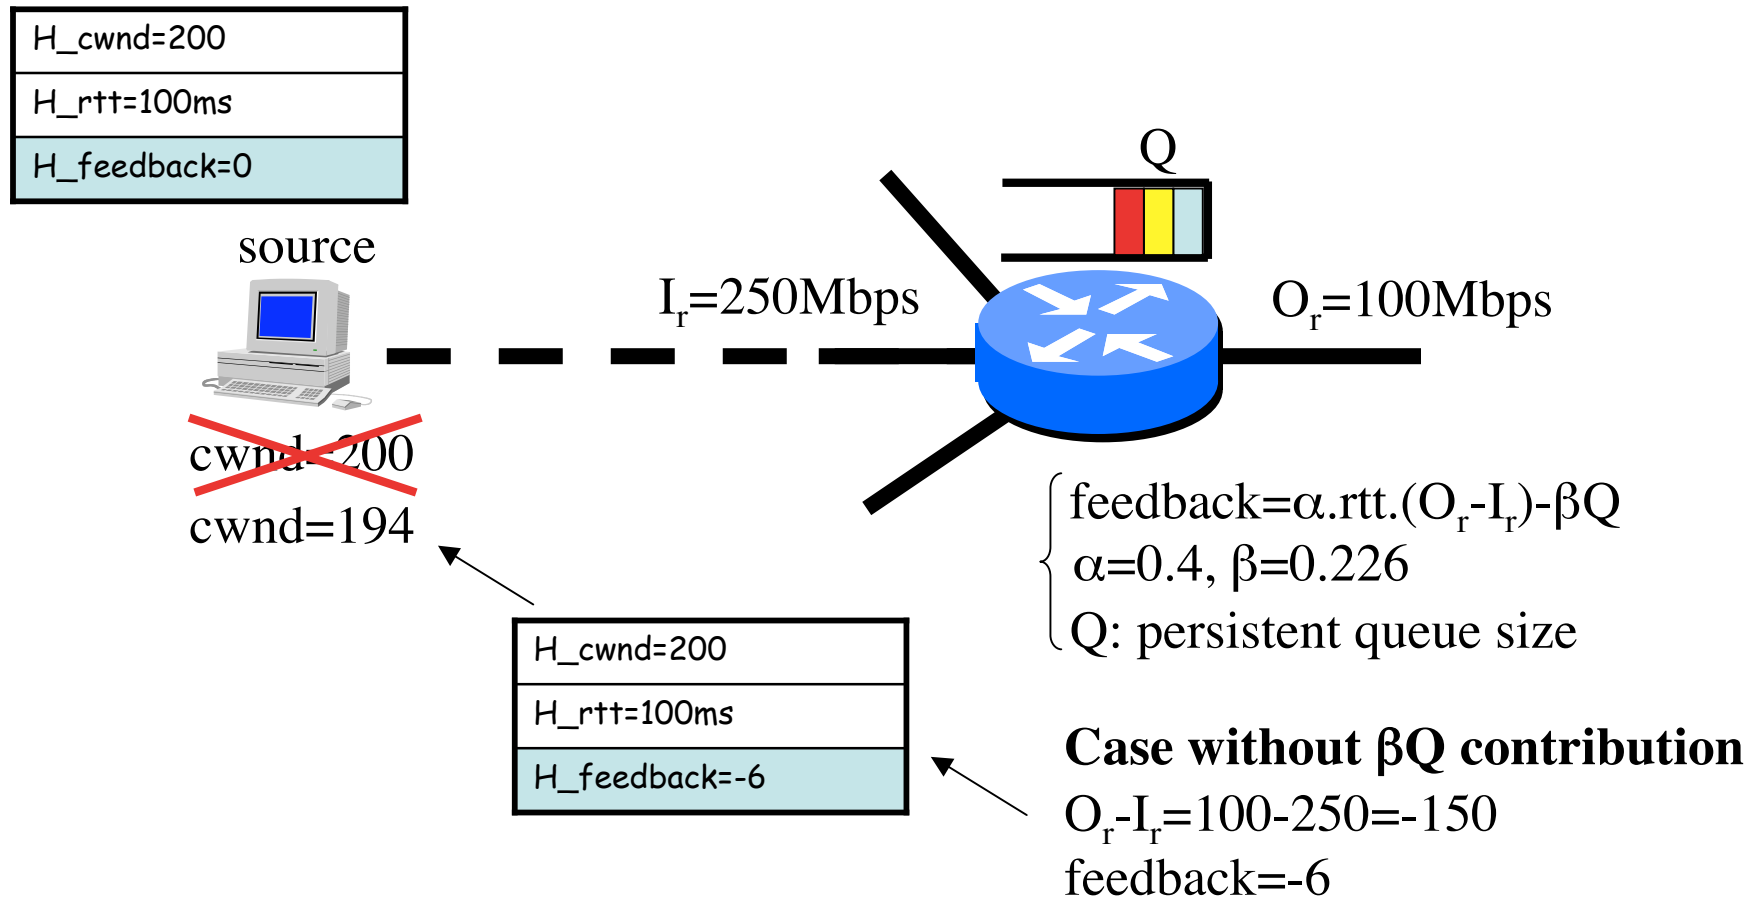 H_cwnd=200
H_rtt=100ms
H_feedback=0
source
Q
Ir=250Mbps
Or=100Mbps
cwnd=200
cwnd=194
feedback=α.rtt.(Or-Ir)-βQ
α=0.4, β=0.226
Q: persistent queue size
H_cwnd=200
H_rtt=100ms
H_feedback=-6
Case without βQ contribution
Or-Ir=100-250=-150
feedback=-6